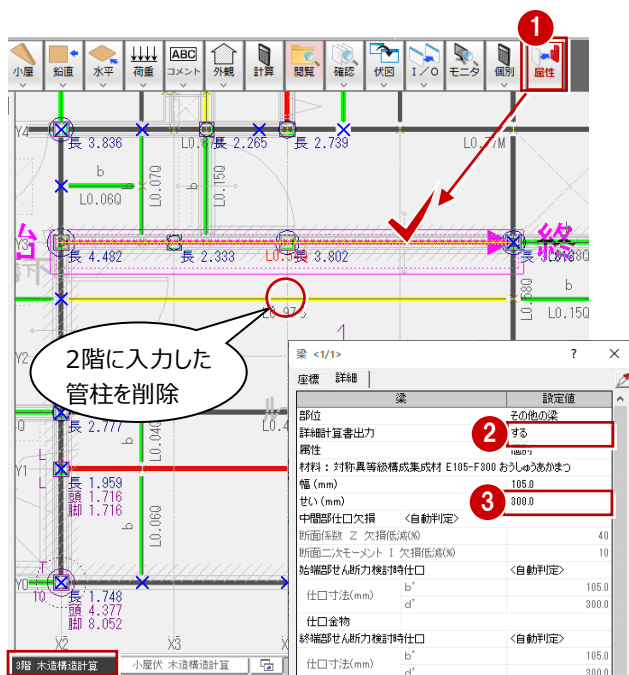 1
小屋 鉛直 水平 荷重 ABC コメント 外観 計算 閲覧 確認 伏図 I/O モニタ 個別 属性
Y4 長 3.836 長 2.265 長 2.739
b L0.07Q b L0.15Q
L0.06Q
Y3 終
長 4.482 長 2.333 長 3.802
L0.58Q b
L0.15Q
2階に入力した
管柱を削除
Y2
長 2.777 L0.04Q
Y1 L
L 長 1.959
頭 1.716
脚 1.716
b L0.06Q
Y0 T
10 長 1.748
頭 4.377
脚 8.052
X2 X3
3階 木造構造計算 小屋伏 木造構造計算
梁 <1/1> ? ×
座標 詳細
梁 設定値
部位 その他の梁
詳細計算書出力 2 する
属性 個別
材料：対称異等級構成集成材 E105-F300 おうしゅうあかまつ
幅(mm) 105.0
せい(mm) 3 300.0
中間部仕口欠損 <自動判定>
断面係数 Z 欠損低減(%) 40
断面二次モーメント I 欠損低減(%) 10
始端部せん断力検討時仕口 <自動判定>
仕口寸法(mm) b' 105.0
d' 300.0
仕口金物
終端部せん断力検討時仕口 <自動判定>
仕口寸法(mm) b' 105.0
d' 300.0